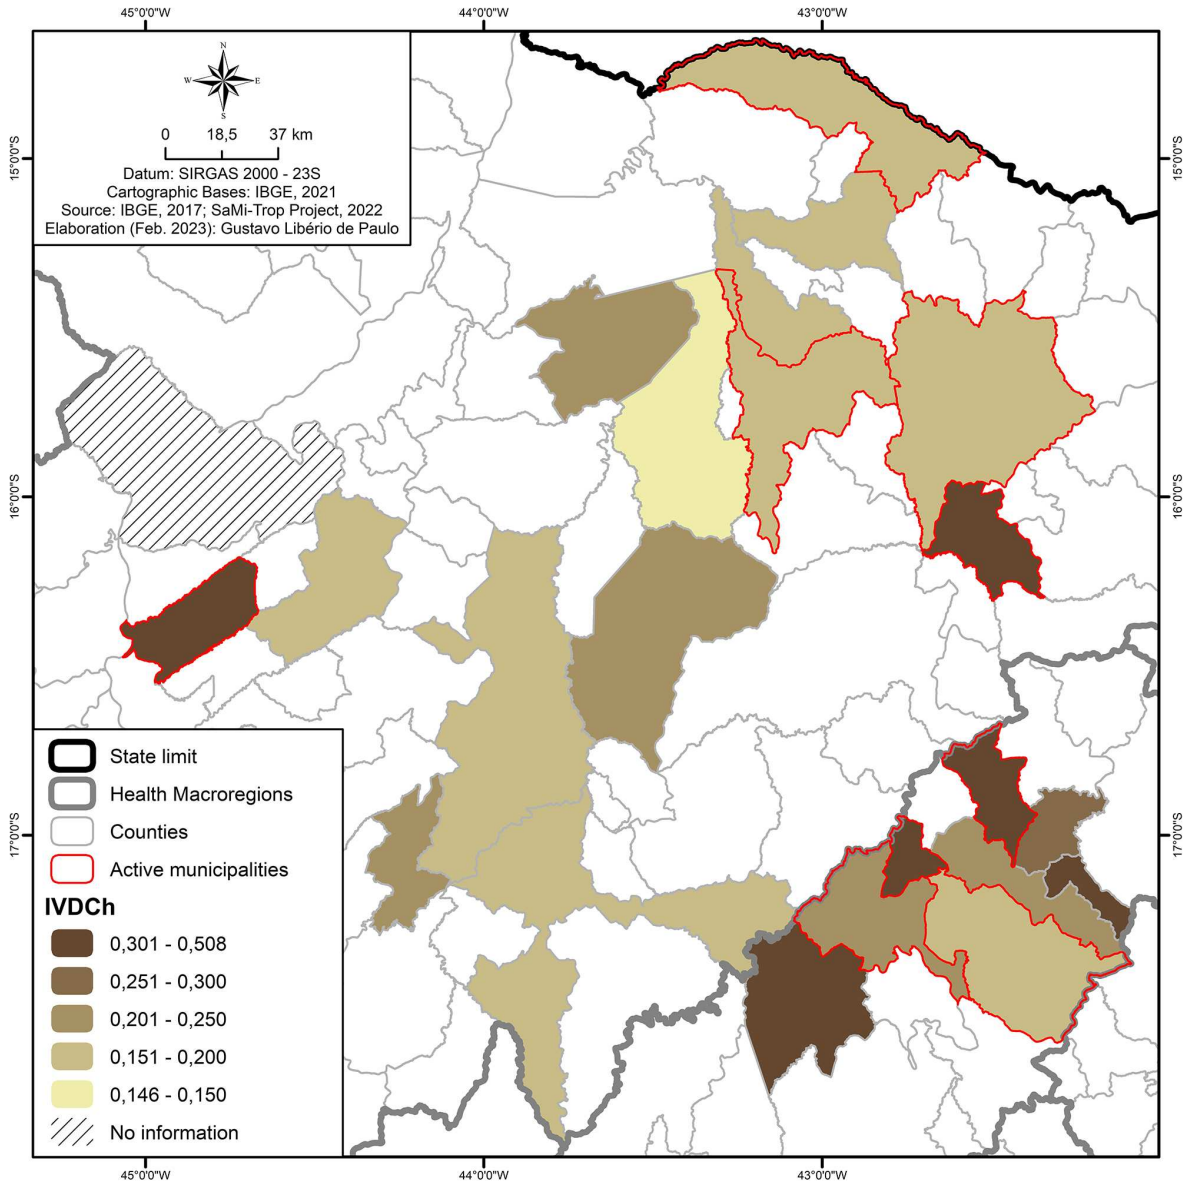 45°0'0"W 44°0'0"W 43°0'0"W
N
W E
S
0 18,5 37 km
Datum: SIRGAS 2000 - 23S
Cartographic Bases: IBGE, 2021
Source: IBGE, 2017; SaMi-Trop Project, 2022
Elaboration (Feb. 2023): Gustavo Libério de Paulo
15°0'0"S 15°0'0"S
16°0'0"S 16°0'0"S
17°0'0"S 17°0'0"S
State limit
Health Macroregions
Counties
Active municipalities
IVDCh
0,301 - 0,508
0,251 - 0,300
0,201 - 0,250
0,151 - 0,200
0,146 - 0,150
No information
45°0'0"W 44°0'0"W 43°0'0"W